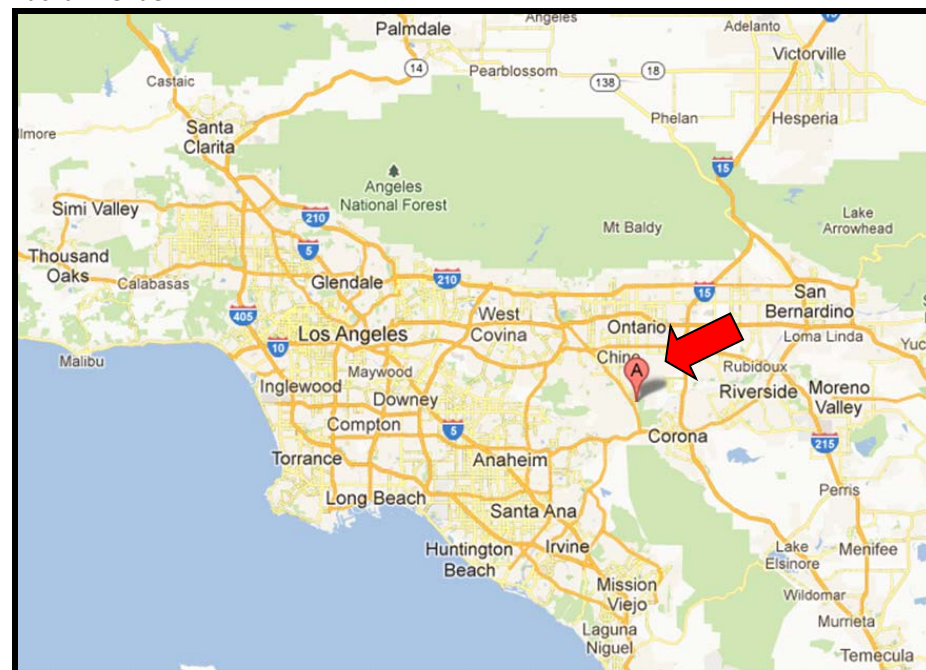 Angeles
Adelanto
15
Palmdale
Victorville
14
Pearblossom
18
138
Castaic
Phelan
Hesperia
Santa
Clarita
15
Angeles
National Forest
Simi Valley
210
Mt Baldy
Lake
Arrowhead
5
Thousand
Oaks
Calabasas
Glendale
210
15
San
Bernardino
405
West
Covina
Ontario
Los Angeles
Loma Linda
10
Malibu
Chino
Maywood
A
Rubidoux
Inglewood
Downey
Riverside
Moreno
Valley
Compton
5
Corona
215
Torrance
Anaheim
Long Beach
Perris
Santa Ana
Huntington
Beach
Irvine
Lake
Elsinore
Menifee
Mission
Viejo
Wildomar
Murrieta
Laguna
Niguel
Temecula